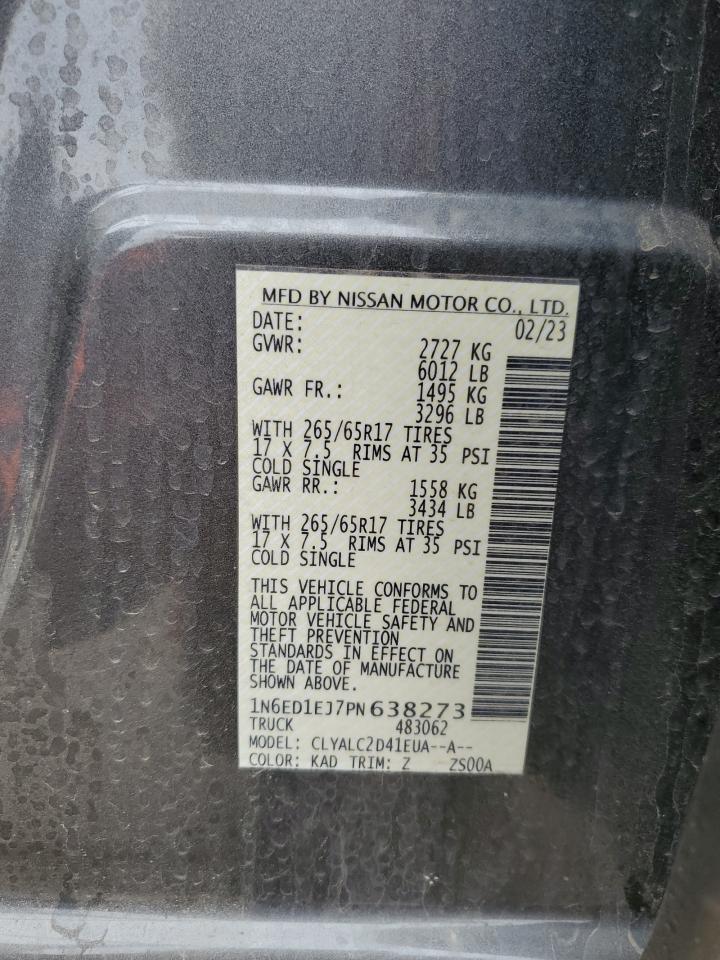 MFD BY NISSAN MOTOR CO., LTD.
DATE: 02/23
GVWR: 2727 KG
6012 LB
GAWR FR.: 1495 KG
3296 LB
WITH 265/65R17 TIRES
17 X 7.5 RIMS AT 35 PSI
COLD SINGLE
GAWR RR.: 1558 KG
3434 LB
WITH 265/65R17 TIRES
17 X 7.5 RIMS AT 35 PSI
COLD SINGLE
THIS VEHICLE CONFORMS TO
ALL APPLICABLE FEDERAL
MOTOR VEHICLE SAFETY AND
THEFT PREVENTION
STANDARDS IN EFFECT ON
THE DATE OF MANUFACTURE
SHOWN ABOVE.
1N6ED1EJ7PN638273
TRUCK 483062
MODEL: CLYALC2D41EUA--A--
COLOR: KAD TRIM: Z ZS00A